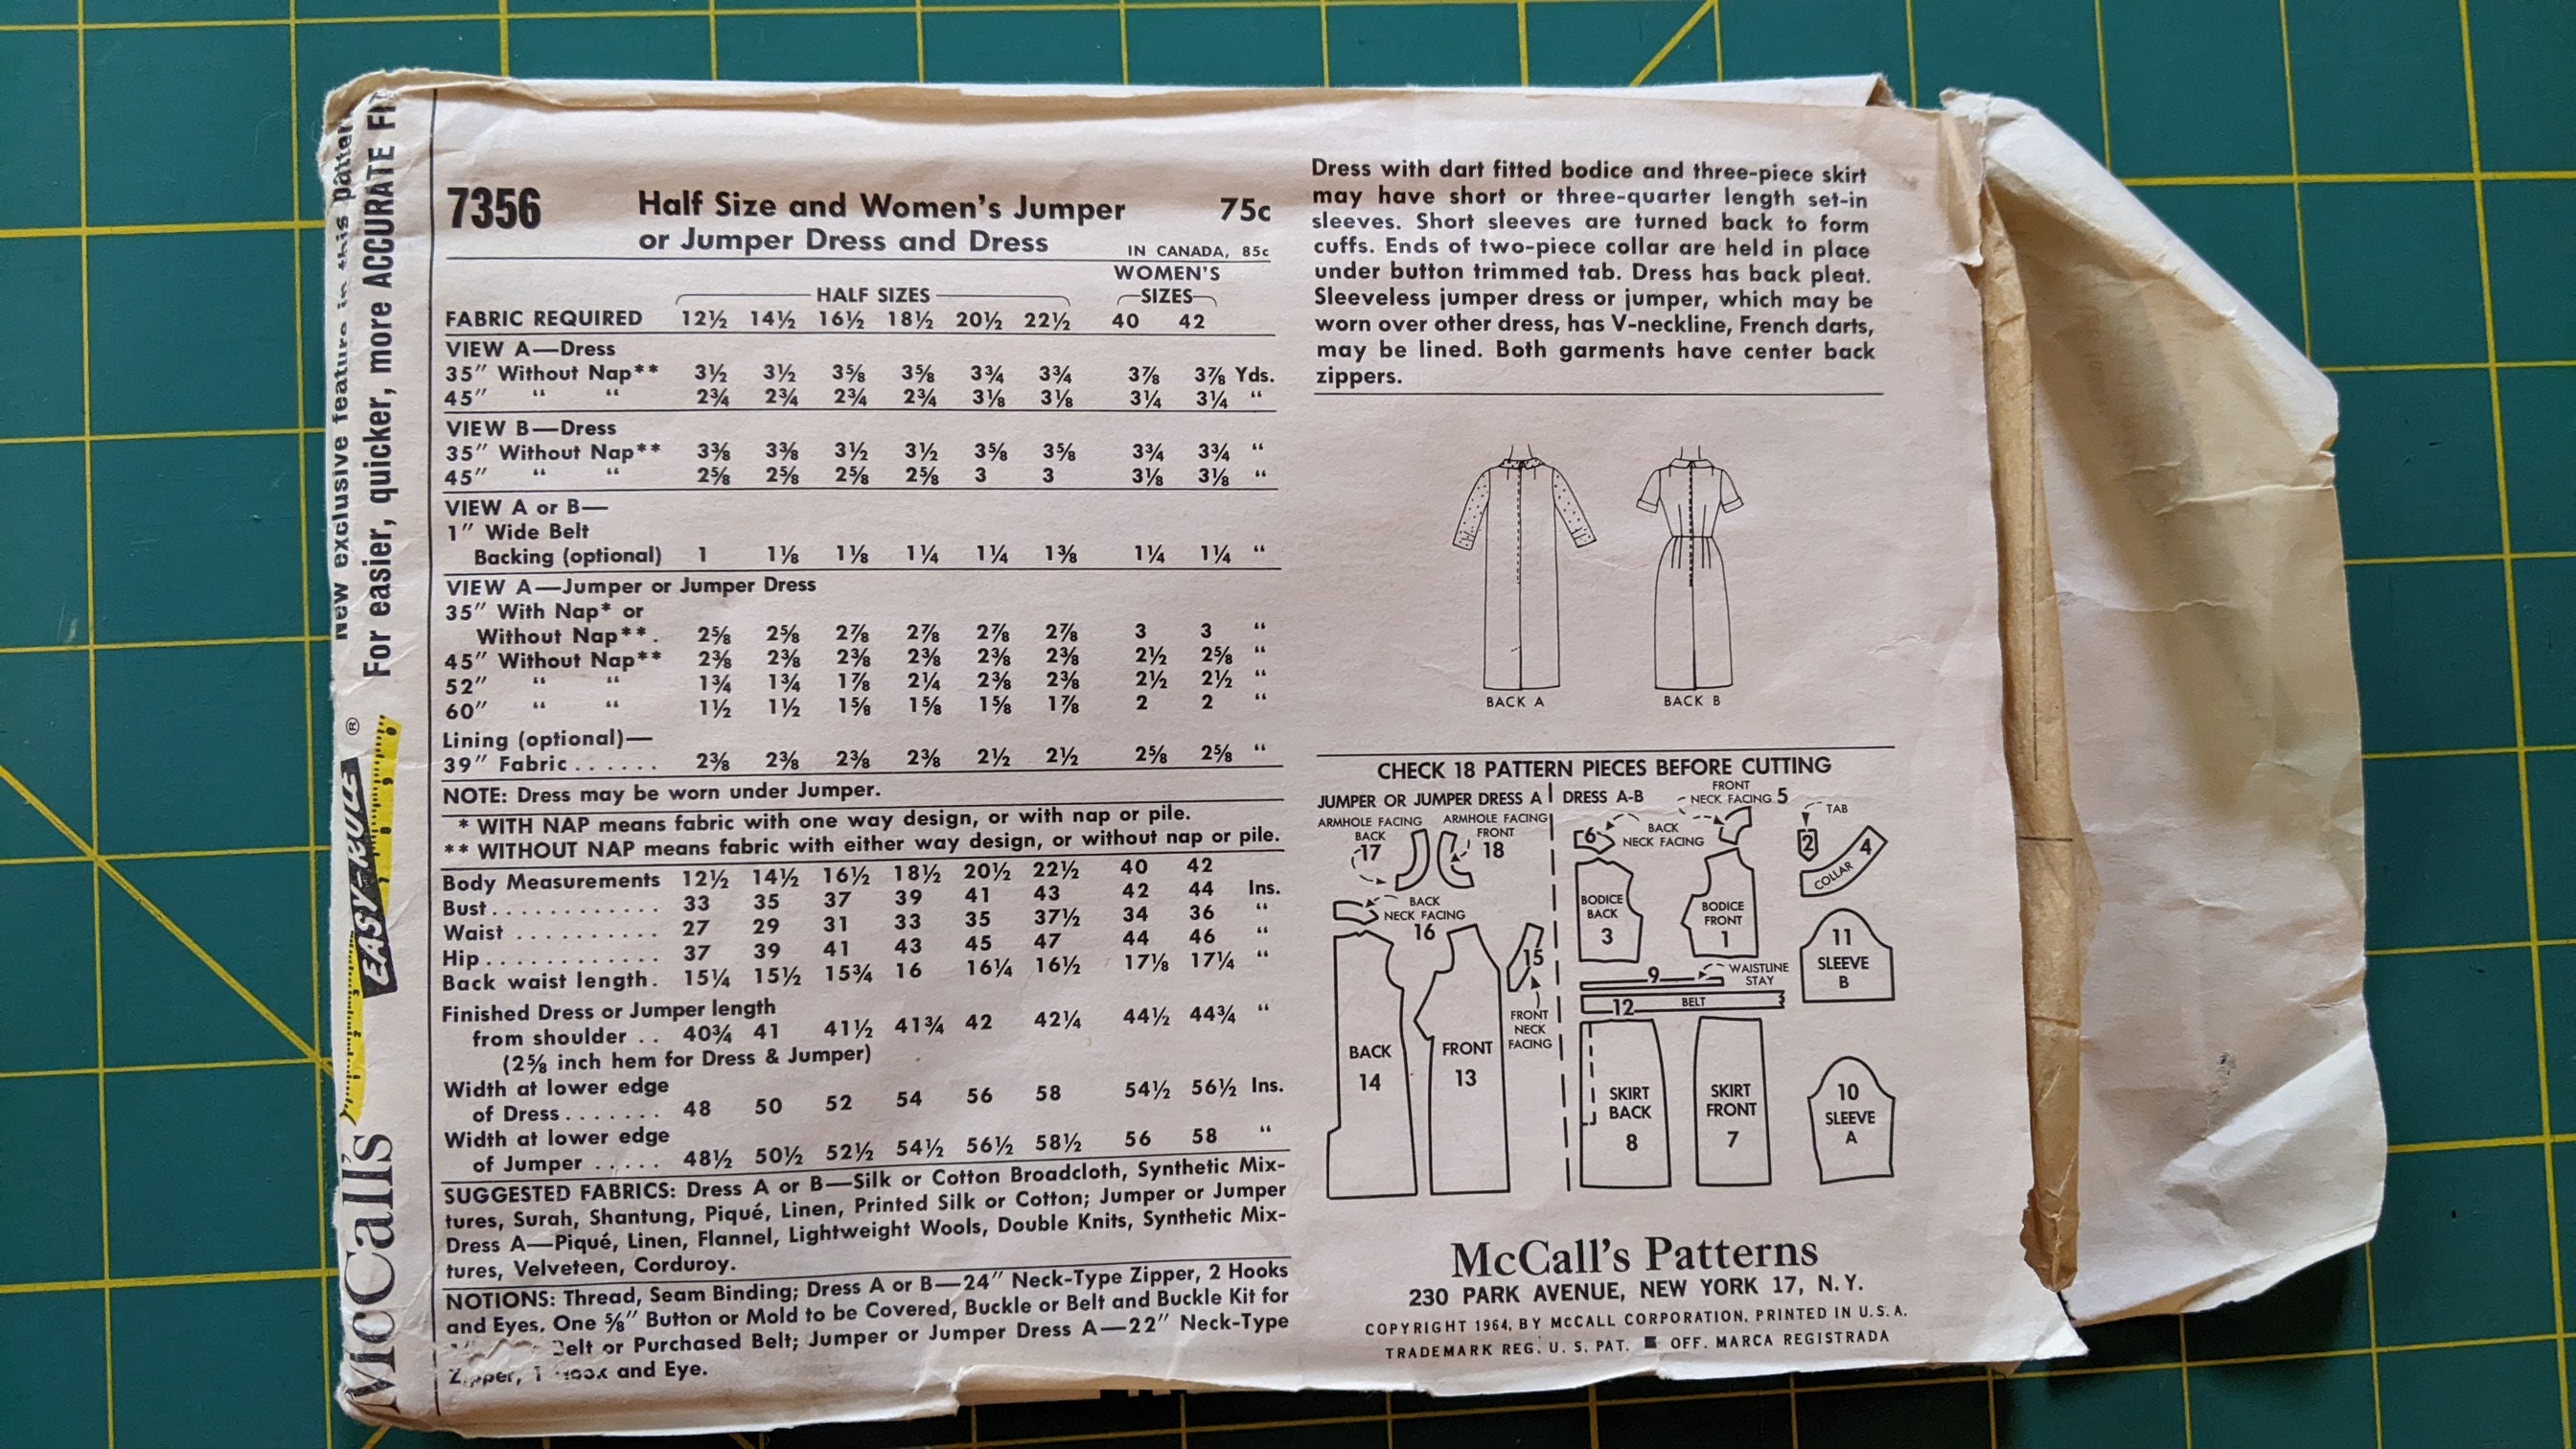 New exclusive feature in this patter
For easier, quicker, more ACCURATE
EASY-RULE ®
McCall's
7356 Half Size and Women's Jumper 75c
or Jumper Dress and Dress IN CANADA, 85c
WOMEN'S
HALF SIZES SIZES
FABRIC REQUIRED 12½ 14½ 16½ 18½ 20½ 22½ 40 42
VIEW A—Dress
35" Without Nap** 3½ 3½ 3⅝ 3⅝ 3¾ 3¾ 3⅞ 3⅞ Yds.
45" “ “ 2¾ 2¾ 2¾ 2¾ 3⅛ 3⅛ 3¼ 3¼ “
VIEW B—Dress
35" Without Nap** 3⅜ 3⅜ 3½ 3½ 3⅝ 3⅝ 3¾ 3¾ “
45" “ “ 2⅝ 2⅝ 2⅝ 2⅝ 3 3 3⅛ 3⅛ “
VIEW A or B—
1" Wide Belt
Backing (optional) 1 1⅛ 1⅛ 1¼ 1¼ 1⅜ 1¼ 1¼ “
VIEW A—Jumper or Jumper Dress
35" With Nap* or
Without Nap**. 2⅝ 2⅝ 2⅞ 2⅞ 2⅞ 2⅞ 3 3 “
45" Without Nap** 2⅜ 2⅜ 2⅜ 2⅜ 2⅜ 2⅜ 2½ 2⅝ “
52" “ “ 1¾ 1¾ 1⅞ 2¼ 2⅜ 2⅜ 2½ 2½ “
60" “ “ 1½ 1½ 1⅝ 1⅝ 1⅝ 1⅞ 2 2 “
Lining (optional)—
39" Fabric...... 2⅜ 2⅜ 2⅜ 2⅜ 2½ 2½ 2⅝ 2⅝ “
NOTE: Dress may be worn under Jumper.
* WITH NAP means fabric with one way design, or with nap or pile.
** WITHOUT NAP means fabric with either way design, or without nap or pile.
Body Measurements 12½ 14½ 16½ 18½ 20½ 22½ 40 42
Bust............ 33 35 37 39 41 43 42 44 Ins.
Waist .......... 27 29 31 33 35 37½ 34 36 “
Hip............. 37 39 41 43 45 47 44 46 “
Back waist length. 15¼ 15½ 15¾ 16 16¼ 16½ 17⅛ 17¼ “
Finished Dress or Jumper length
from shoulder .. 40¾ 41 41½ 41¾ 42 42¼ 44½ 44¾ “
(2⅝ inch hem for Dress & Jumper)
Width at lower edge
of Dress....... 48 50 52 54 56 58 54½ 56½ Ins.
Width at lower edge
of Jumper ..... 48½ 50½ 52½ 54½ 56½ 58½ 56 58 “
SUGGESTED FABRICS: Dress A or B—Silk or Cotton Broadcloth, Synthetic Mix-
tures, Surah, Shantung, Piqué, Linen, Printed Silk or Cotton; Jumper or Jumper
Dress A—Piqué, Linen, Flannel, Lightweight Wools, Double Knits, Synthetic Mix-
tures, Velveteen, Corduroy.
NOTIONS: Thread, Seam Binding; Dress A or B—24" Neck-Type Zipper, 2 Hooks
and Eyes, One ⅝" Button or Mold to be Covered, Buckle or Belt and Buckle Kit for
Belt or Purchased Belt; Jumper or Jumper Dress A—22" Neck-Type
Zipper, 1 Hook and Eye.
Dress with dart fitted bodice and three-piece skirt
may have short or three-quarter length set-in
sleeves. Short sleeves are turned back to form
cuffs. Ends of two-piece collar are held in place
under button trimmed tab. Dress has back pleat.
Sleeveless jumper dress or jumper, which may be
worn over other dress, has V-neckline, French darts,
may be lined. Both garments have center back
zippers.
BACK A BACK B
CHECK 18 PATTERN PIECES BEFORE CUTTING
JUMPER OR JUMPER DRESS A DRESS A-B
ARMHOLE FACING
BACK
17
ARMHOLE FACING
FRONT
18
BACK
NECK FACING
16
BACK
14
FRONT
13
15
FRONT
NECK
FACING
FRONT
NECK FACING 5
6
BACK
NECK FACING
TAB
2
4
COLLAR
BODICE
BACK
3
BODICE
FRONT
1
11
SLEEVE
B
9
WAISTLINE
STAY
12
BELT
SKIRT
BACK
8
SKIRT
FRONT
7
10
SLEEVE
A
McCall's Patterns
230 PARK AVENUE, NEW YORK 17, N.Y.
COPYRIGHT 1964, BY McCALL CORPORATION, PRINTED IN U.S.A.
TRADEMARK REG. U. S. PAT. OFF. MARCA REGISTRADA